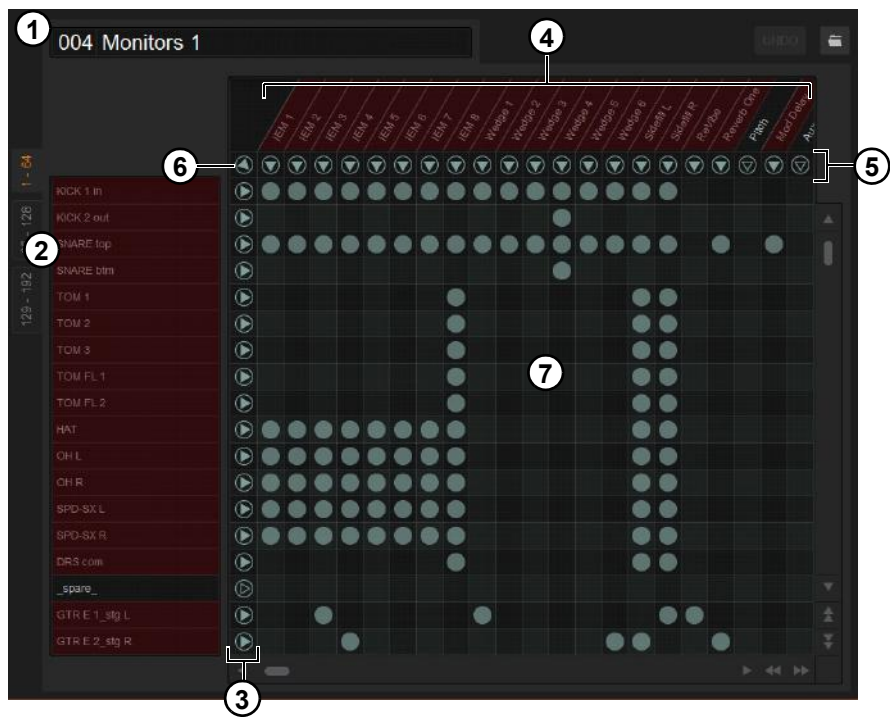 1
004 Monitors 1
UNDO
4
IEM 1
IEM 2
IEM 3
IEM 4
IEM 5
IEM 6
IEM 7
IEM 8
Wedge 1
Wedge 2
Wedge 3
Wedge 4
Wedge 5
Wedge 6
Sidefill L
Sidefill R
ReVibe
Reverb One
Pitch
Mod Delay
Aux
6
5
1 - 64
128
129 - 192
2
KICK 1 in
KICK 2 out
SNARE top
SNARE btm
TOM 1
TOM 2
TOM 3
TOM FL 1
TOM FL 2
HAT
OH L
OH R
SPD-SX L
SPD-SX R
DRS com
_spare_
GTR E 1_stg L
GTR E 2_stg R
7
3